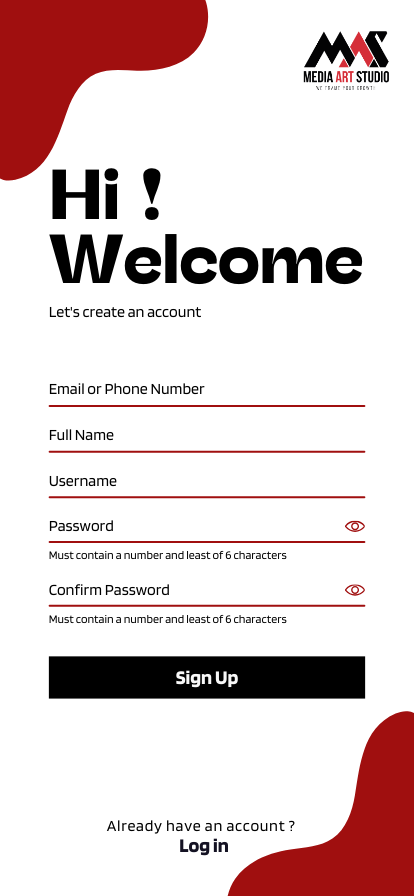 MEDIA ART STUDIO
WE FRAME YOUR GROWTH
Hi !
Welcome
Let's create an account
Email or Phone Number
Full Name
Username
Password
Must contain a number and least of 6 characters
Confirm Password
Must contain a number and least of 6 characters
Sign Up
Already have an account ?
Log in